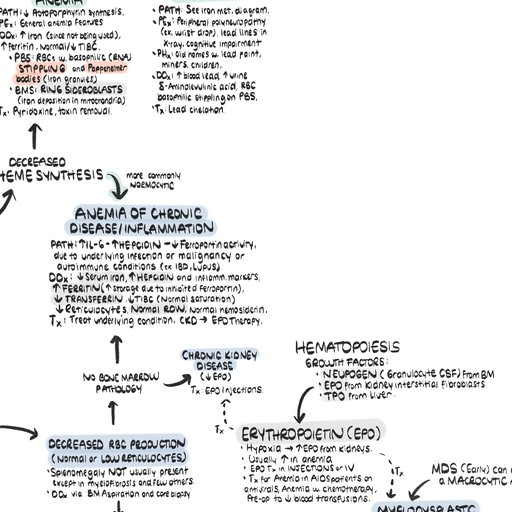 ANEMIA
PATH: ↓ Protoporphyrin synthesis.
PEx: General anemia features
DDx: ↑ Iron (since not being used),
↑ Ferritin, Normal/↓ TIBC.
• PBS: RBCs w. basophilic (RNA)
STIPPLING and Pappenheimer
bodies (iron granules)
• BMS: RING SIDEROBLASTS
(iron deposition in mitochondria)
Tx: Pyridoxine, toxin removal.
• PATH: See iron met. diagram.
• PEx: Peripheral polyneuropathy
(ex. wrist drop), lead lines in
X-ray, cognitive impairment
• PHx: Old homes w. lead paint,
miners, children.
• DDx: ↑ blood lead, ↑ urine
δ-Aminolevulinic acid, RBC
basophilic stippling on PBS.
• Tx: Lead chelation.
DECREASED
HEME SYNTHESIS
more commonly
NORMOCYTIC
ANEMIA OF CHRONIC
DISEASE/INFLAMMATION
PATH: ↑ IL-6 → ↑ HEPCIDIN → ↓ Ferroportin activity,
due to underlying infection or malignancy or
autoimmune conditions (ex IBD, LUPUS)
DDx: ↓ Serum iron, ↑ HEPCIDIN and inflamm. markers,
↑ FERRITIN (↑ storage due to inhibited ferroportin),
↓ TRANSFERRIN ↓ TIBC (Normal saturation)
↓ Reticulocytes, Normal RDW, Normal hemosiderin.
Tx: Treat underlying condition, CKD → EPO Therapy.
CHRONIC KIDNEY
DISEASE
(↓ EPO)
Tx: EPO Injections.
NO BONE MARROW
PATHOLOGY
HEMATOPOIESIS
GROWTH FACTORS:
• NEUPOGEN (Granulocyte CSF) from BM
• EPO from Kidney interstitial fibroblasts
• TPO from Liver.
Tx
ERYTHROPOIETIN (EPO)
• Hypoxia → ↑ EPO from kidneys.
• Usually ↑ in anemia
• EPO Tx in INJECTIONS or IV
• Tx for Anemia in AIDS patients on
antivirals, Anemia w. chemotherapy,
Pre-op to ↓ blood transfusions.
Tx
DECREASED RBC PRODUCTION
(Normal or LOW RETICULOCYTES)
• Splenomegaly NOT usually present
except in myelofibrosis and few others.
• DDx via BM Aspiration and core biopsy
MDS (Early) can
a MACROCYTIC
MYELODYSPLASTIC